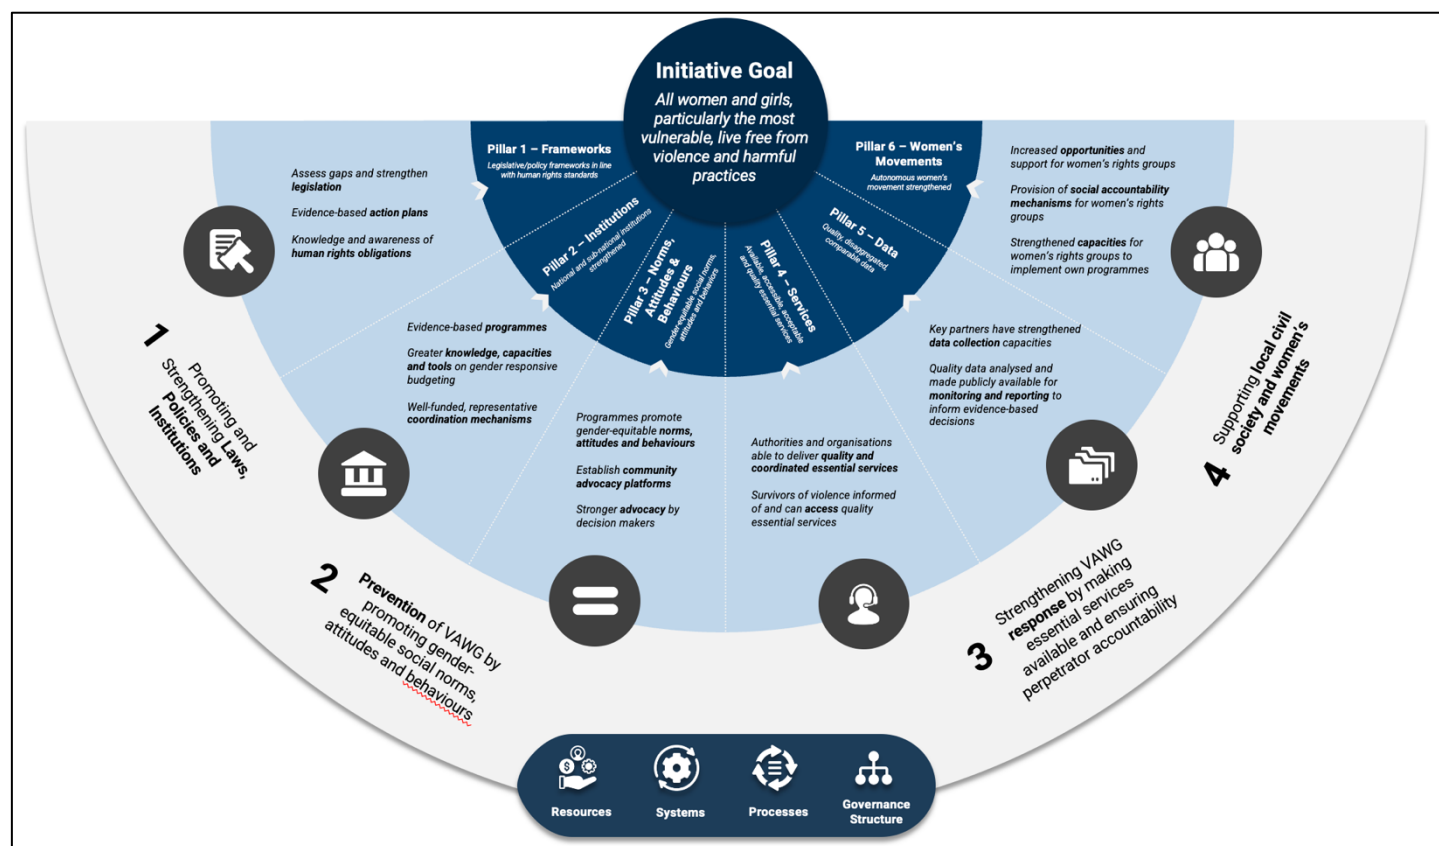 Initiative Goal
All women and girls,
particularly the most
vulnerable, live free from
violence and harmful
practices
Pillar 1 – Frameworks
Legislative/policy frameworks in line
with human rights standards
Pillar 2 – Institutions
National and sub-national institutions
strengthened
Pillar 3 – Norms,
Attitudes &
Behaviours
Gender-equitable social norms,
attitudes and behaviors
Pillar 4 – Services
Available, accessible, acceptable
and quality essential services
Pillar 5 – Data
Quality, disaggregated,
comparable data
Pillar 6 – Women's
Movements
Autonomous women's
movement strengthened
Assess gaps and strengthen
legislation
Evidence-based action plans
Knowledge and awareness of
human rights obligations
Evidence-based programmes
Greater knowledge, capacities
and tools on gender responsive
budgeting
Well-funded, representative
coordination mechanisms
Programmes promote
gender-equitable norms,
attitudes and behaviours
Establish community
advocacy platforms
Stronger advocacy by
decision makers
Authorities and organisations
able to deliver quality and
coordinated essential services
Survivors of violence informed
of and can access quality
essential services
Key partners have strengthened
data collection capacities
Quality data analysed and
made publicly available for
monitoring and reporting to
inform evidence-based
decisions
Increased opportunities and
support for women's rights groups
Provision of social accountability
mechanisms for women's rights
groups
Strengthened capacities for
women's rights groups to
implement own programmes
1
Promoting and
Strengthening Laws,
Policies and
Institutions
2
Prevention of VAWG by
promoting gender-
equitable social norms,
attitudes and behaviours
3
Strengthening VAWG
response by making
essential services
available and ensuring
perpetrator accountability
4
Supporting local civil
society and women's
movements
$
Resources
Systems
Processes
Governance
Structure